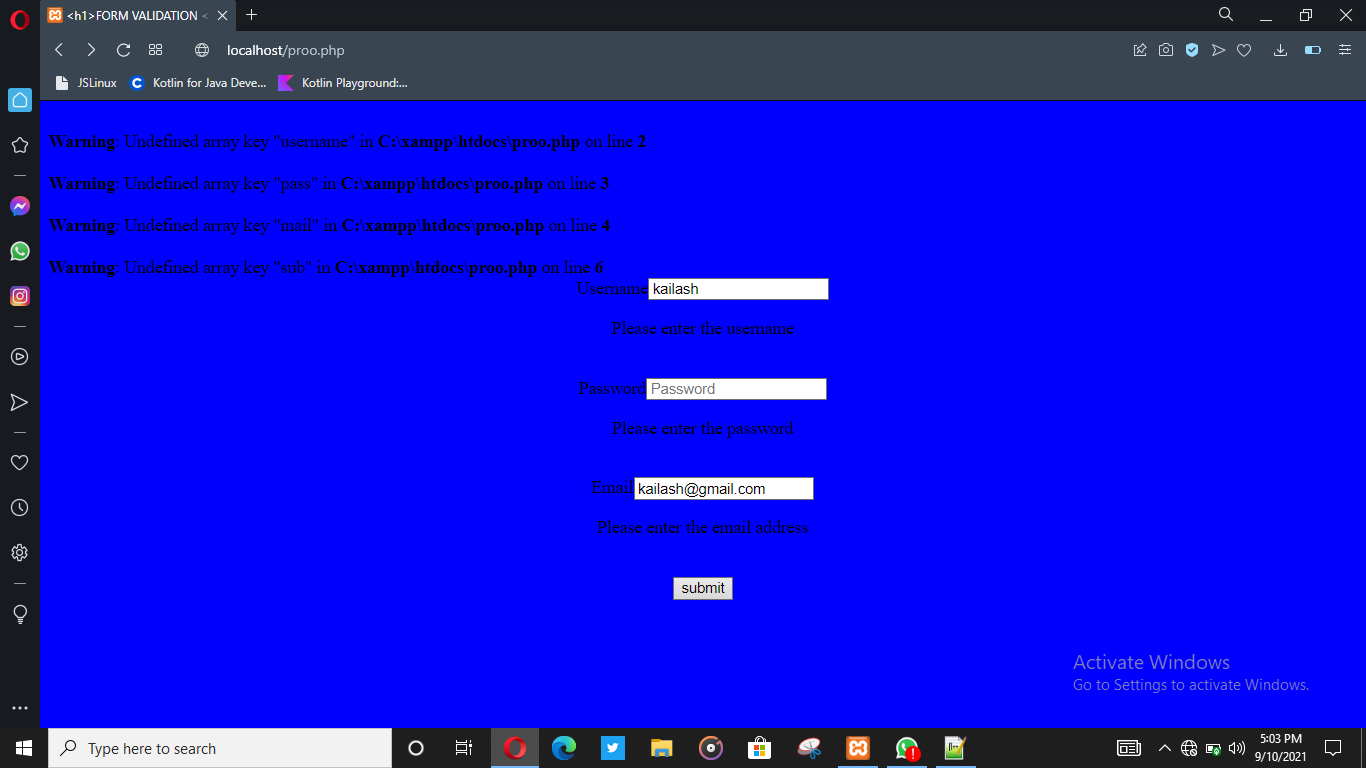 <h1>FORM VALIDATION <
localhost/proo.php
JSLinux
Kotlin for Java Deve...
Kotlin Playground:...
Warning: Undefined array key "username" in C:\xampp\htdocs\proo.php on line 2
Warning: Undefined array key "pass" in C:\xampp\htdocs\proo.php on line 3
Warning: Undefined array key "mail" in C:\xampp\htdocs\proo.php on line 4
Warning: Undefined array key "sub" in C:\xampp\htdocs\proo.php on line 6
Username kailash
Please enter the username
Password Password
Please enter the password
Email kailash@gmail.com
Please enter the email address
submit
Activate Windows
Go to Settings to activate Windows.
Type here to search
5:03 PM
9/10/2021